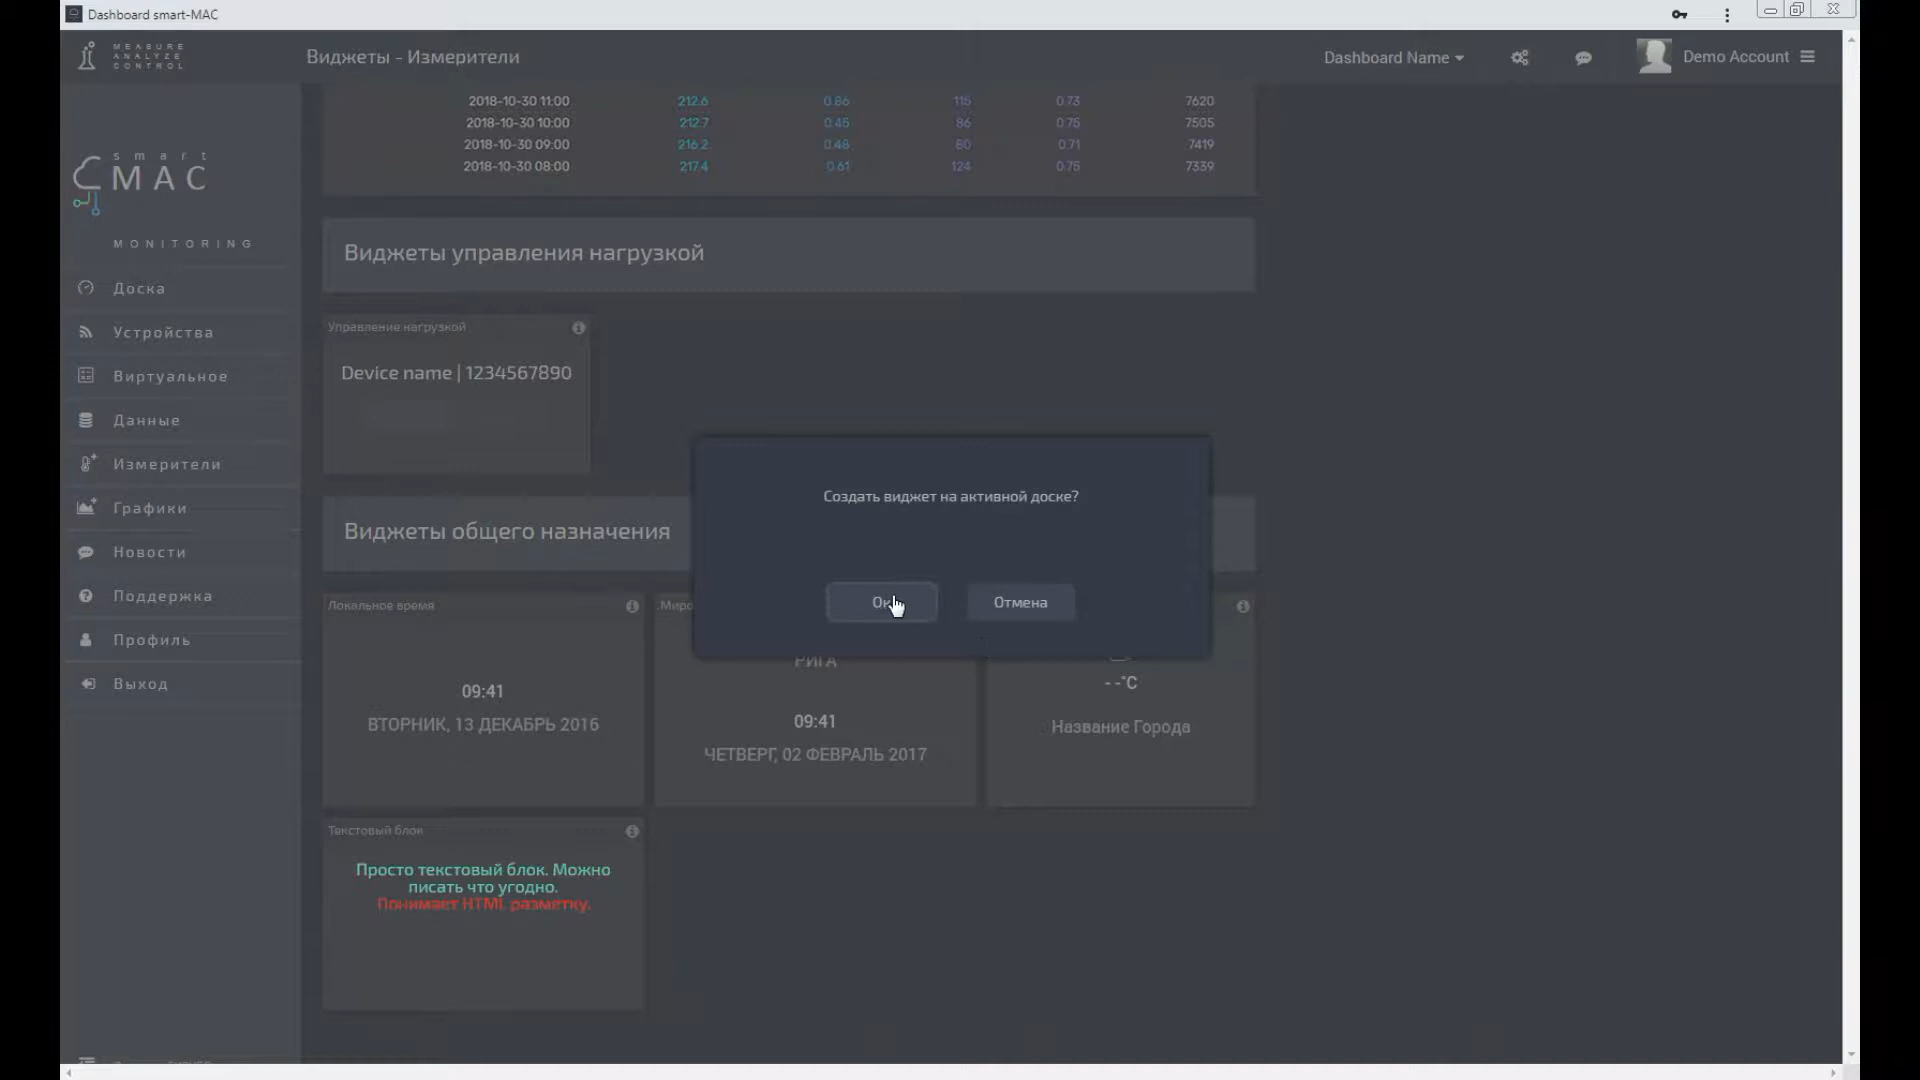 Dashboard smart-MAC
MEASURE
ANALYZE
CONTROL
Виджеты - Измерители
Dashboard Name
Demo Account
smart
MAC
MONITORING
Доска
Устройства
Виртуальное
Данные
Измерители
Графики
Новости
Поддержка
Профиль
Выход
2018-10-30 11:00 212.6 0.86 115 0.73 7620
2018-10-30 10:00 212.7 0.45 86 0.75 7505
2018-10-30 09:00 216.2 0.48 80 0.71 7419
2018-10-30 08:00 217.4 0.61 124 0.75 7339
Виджеты управления нагрузкой
Управление нагрузкой
Device name | 1234567890
Создать виджет на активной доске?
Отмена
Виджеты общего назначения
Локальное время
09:41
ВТОРНИК, 13 ДЕКАБРЬ 2016
РИГА
09:41
ЧЕТВЕРГ, 02 ФЕВРАЛЬ 2017
- -°C
Название Города
Текстовый блок
Просто текстовый блок. Можно
писать что угодно.
Понимает HTML разметку.